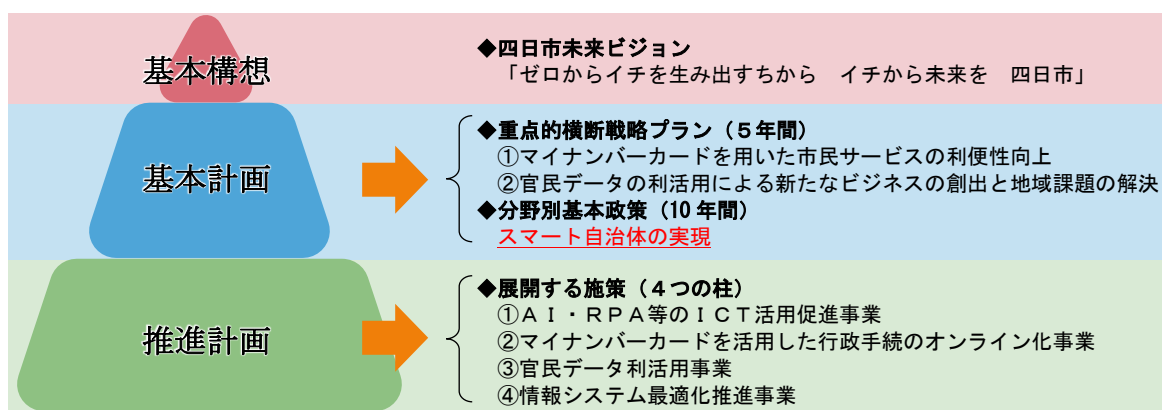 基本構想
◆四日市未来ビジョン
「ゼロからイチを生み出すちから　イチから未来を　四日市」
基本計画
◆重点的横断戦略プラン（５年間）
①マイナンバーカードを用いた市民サービスの利便性向上
②官民データの利活用による新たなビジネスの創出と地域課題の解決
◆分野別基本政策（10 年間）
スマート自治体の実現
推進計画
◆展開する施策（４つの柱）
①ＡＩ・ＲＰＡ等のＩＣＴ活用促進事業
②マイナンバーカードを活用した行政手続のオンライン化事業
③官民データ利活用事業
④情報システム最適化推進事業